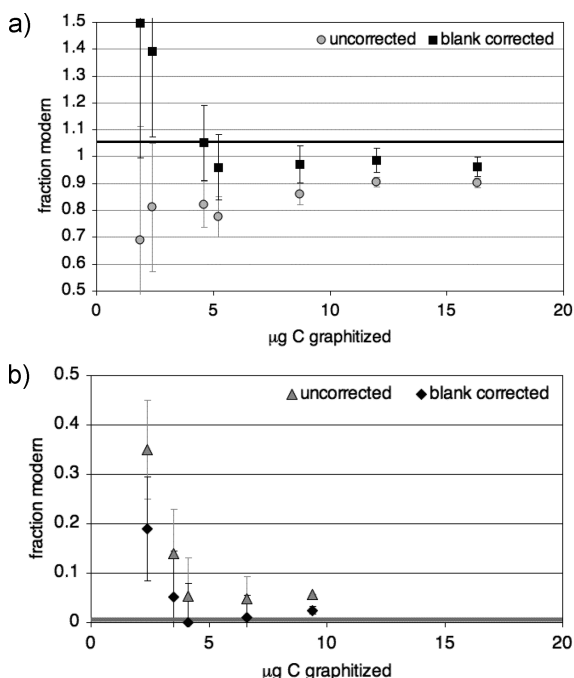 a)
uncorrected blank corrected
fraction modern
1.5
1.4
1.3
1.2
1.1
1
0.9
0.8
0.7
0.6
0.5
0 5 10 15 20
μg C graphitized
b)
uncorrected blank corrected
fraction modern
0.5
0.4
0.3
0.2
0.1
0
0 5 10 15 20
μg C graphitized